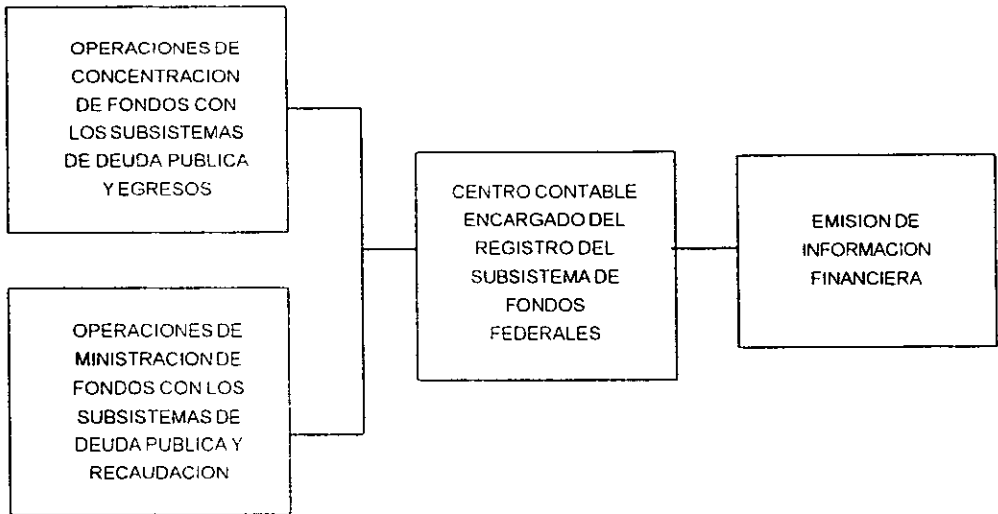 OPERACIONES DE
CONCENTRACION
DE FONDOS CON
LOS SUBSISTEMAS
DE DEUDA PUBLICA
Y EGRESOS
OPERACIONES DE
MINISTRACION DE
FONDOS CON LOS
SUBSISTEMAS DE
DEUDA PUBLICA Y
RECAUDACION
CENTRO CONTABLE
ENCARGADO DEL
REGISTRO DEL
SUBSISTEMA DE
FONDOS
FEDERALES
EMISION DE
INFORMACION
FINANCIERA